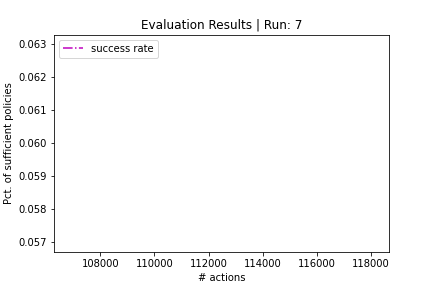 Evaluation Results | Run: 7
success rate
Pct. of sufficient policies
0.063
0.062
0.061
0.060
0.059
0.058
0.057
108000 110000 112000 114000 116000 118000
# actions